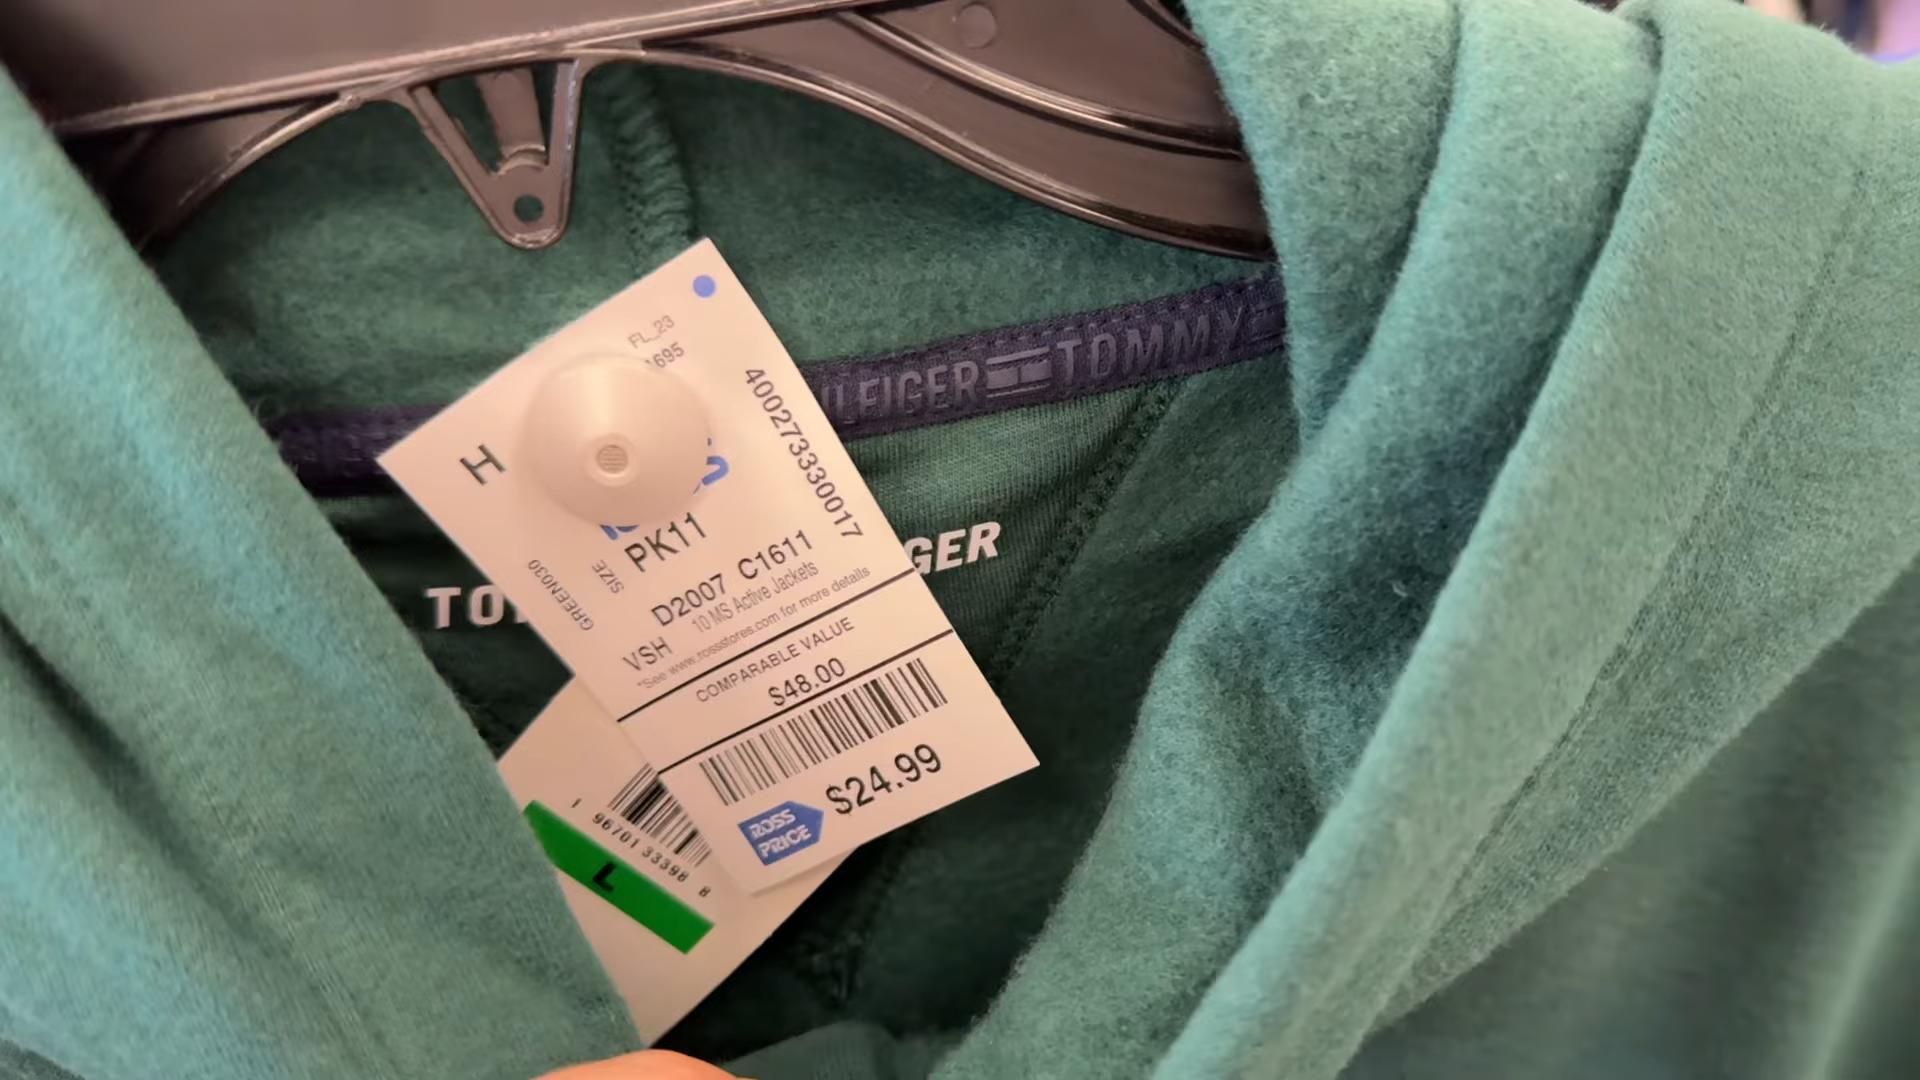 FL_23
1695
400273330017
H
PK11
SIZE
GREEN030
D2007 C1611
VSH 10 MS Active Jackets
*See www.rossstores.com for more details
COMPARABLE VALUE
$48.00
$24.99
ROSS
PRICE
1 96701 33398 8
L
HILFIGER TOMMY
TO GER